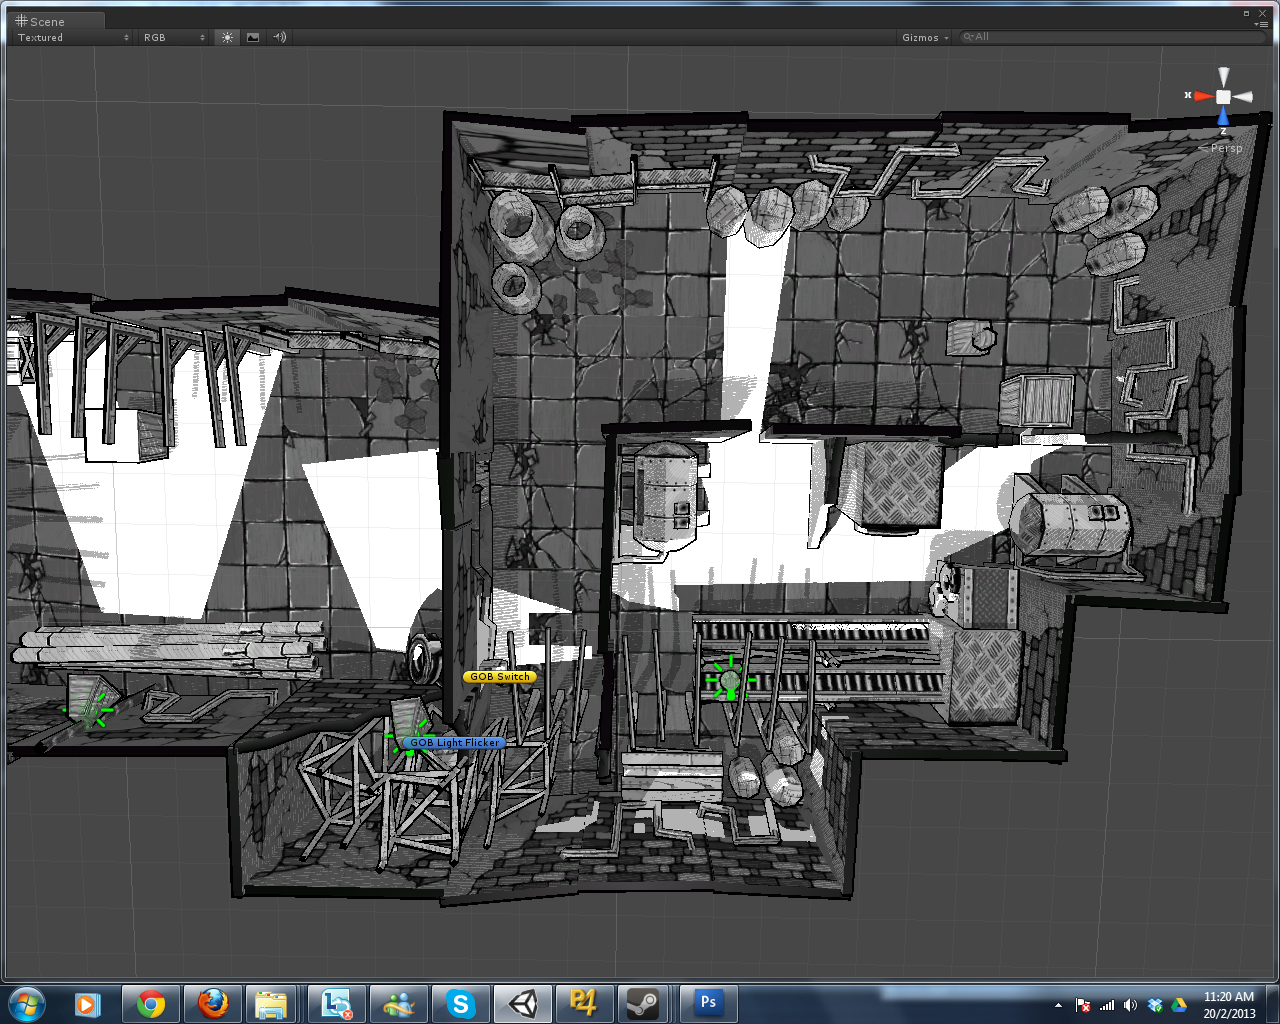 Scene
Textured
RGB
Gizmos
All
x
z
Persp
GOB Switch
GOB Light Flicker
S
P4
Ps
11:20 AM
20/2/2013